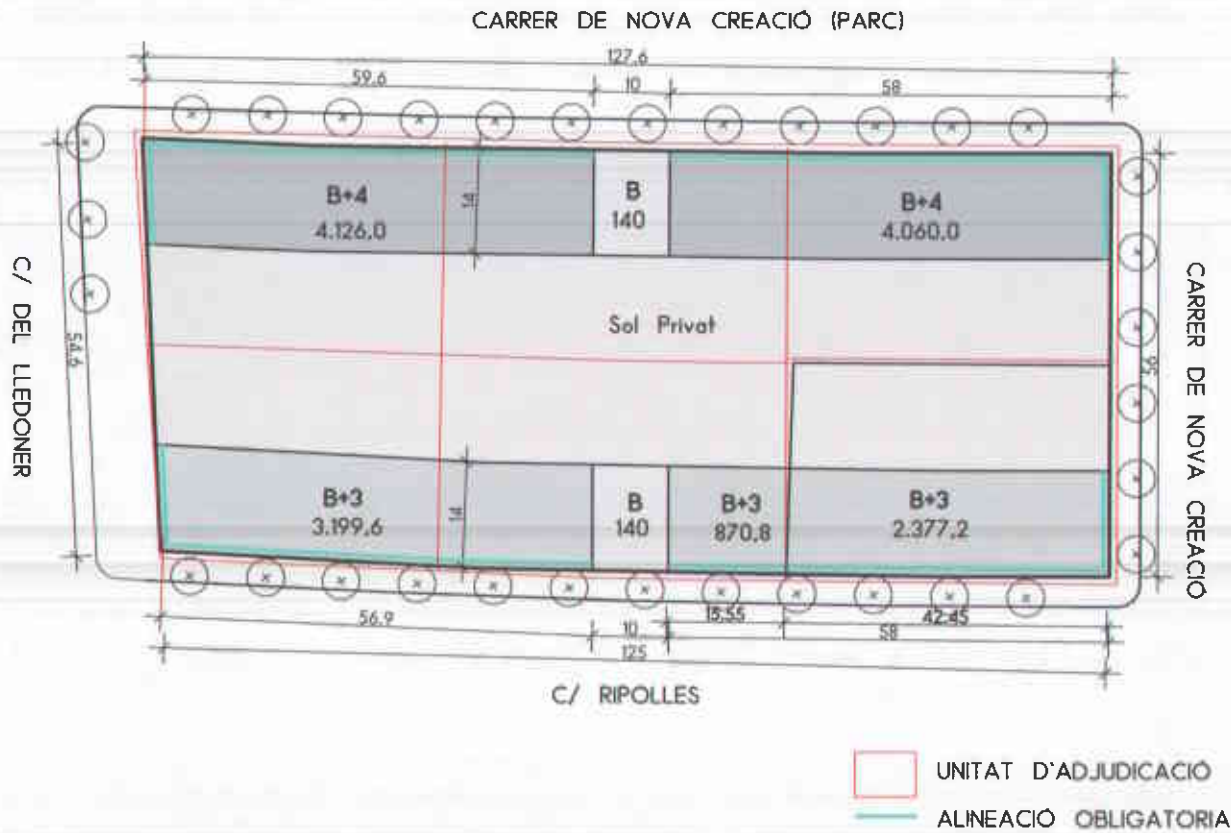 CARRER DE NOVA CREACIÓ (PARC)
127.6
59.6
10
58
B+4
4.126,0
14
B
140
B+4
4.060,0
C/ DEL LLEDONER
54.6
Sol Privat
CARRER DE NOVA CREACIÓ
56
B+3
3.199,6
14
B
140
B+3
870,8
B+3
2.377,2
56.9
10
15.55
42.45
58
125
C/ RIPOLLES
UNITAT D'ADJUDICACIÓ
ALINEACIÓ OBLIGATORIA